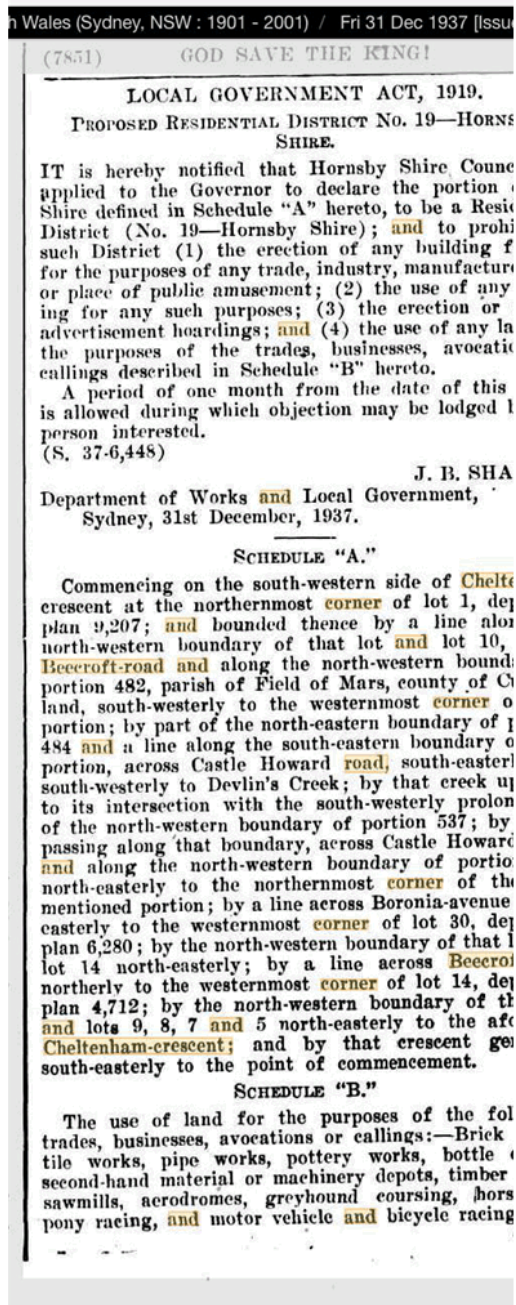 h Wales (Sydney, NSW : 1901 - 2001) / Fri 31 Dec 1937 [Issu
(7851) GOD SAVE THE KING!
LOCAL GOVERNMENT ACT, 1919.
PROPOSED RESIDENTIAL DISTRICT NO. 19—HORNS
SHIRE.
IT is hereby notified that Hornsby Shire Counc
applied to the Governor to declare the portion
Shire defined in Schedule "A" hereto, to be a Resi
District (No. 19—Hornsby Shire); and to prohi
such District (1) the erection of any building f
for the purposes of any trade, industry, manufactur
or place of public amusement; (2) the use of any
ing for any such purposes; (3) the erection or
advertisement hoardings; and (4) the use of any la
the purposes of the trades, businesses, avocatio
callings described in Schedule "B" hereto.
A period of one month from the date of this
is allowed during which objection may be lodged
person interested.
(S. 37-6,448)
J. B. SHA
Department of Works and Local Government,
Sydney, 31st December, 1937.
SCHEDULE "A."
Commencing on the south-western side of Chelte
crescent at the northernmost corner of lot 1, dep
plan 9,207; and bounded thence by a line alon
north-western boundary of that lot and lot 10,
Beecroft-road and along the north-western bound
portion 482, parish of Field of Mars, county of Cu
land, south-westerly to the westernmost corner o
portion; by part of the north-eastern boundary of p
484 and a line along the south-eastern boundary o
portion, across Castle Howard road, south-easterl
south-westerly to Devlin's Creek; by that creek up
to its intersection with the south-westerly prolon
of the north-western boundary of portion 537; by
passing along that boundary, across Castle Howard
and along the north-western boundary of portio
north-easterly to the northernmost corner of the
mentioned portion; by a line across Boronia-avenue
easterly to the westernmost corner of lot 30, dep
plan 6,280; by the north-western boundary of that l
lot 14 north-easterly; by a line across Beecrof
northerly to the westernmost corner of lot 14, dep
plan 4,712; by the north-western boundary of th
and lots 9, 8, 7 and 5 north-easterly to the afo
Cheltenham-crescent; and by that crescent gen
south-easterly to the point of commencement.
SCHEDULE "B."
The use of land for the purposes of the fol
trades, businesses, avocations or callings:—Brick
tile works, pipe works, pottery works, bottle
second-hand material or machinery depots, timber
sawmills, aerodromes, greyhound coursing, hors
pony racing, and motor vehicle and bicycle racing